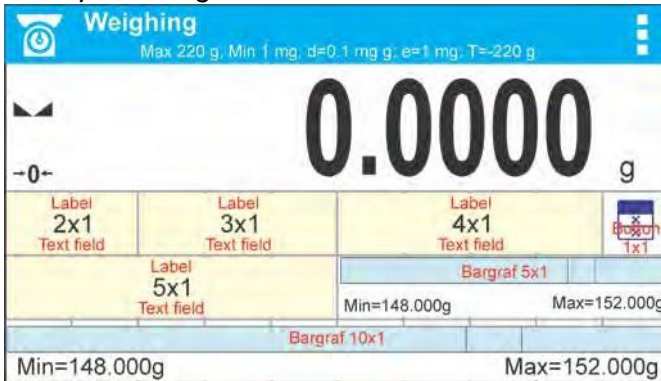 Weighing
Max 220 g, Min 1 mg: d=0.1 mg g: e=1 mg: T=-220 g
0.0000
→0←
g
Label Label Label
2x1 3x1 4x1
Text field Text field Text field
Button
1x1
Label
5x1
Text field
Bargraf 5x1
Min=148.000g Max=152.000g
Bargraf 10x1
Min=148.000g Max=152.000g